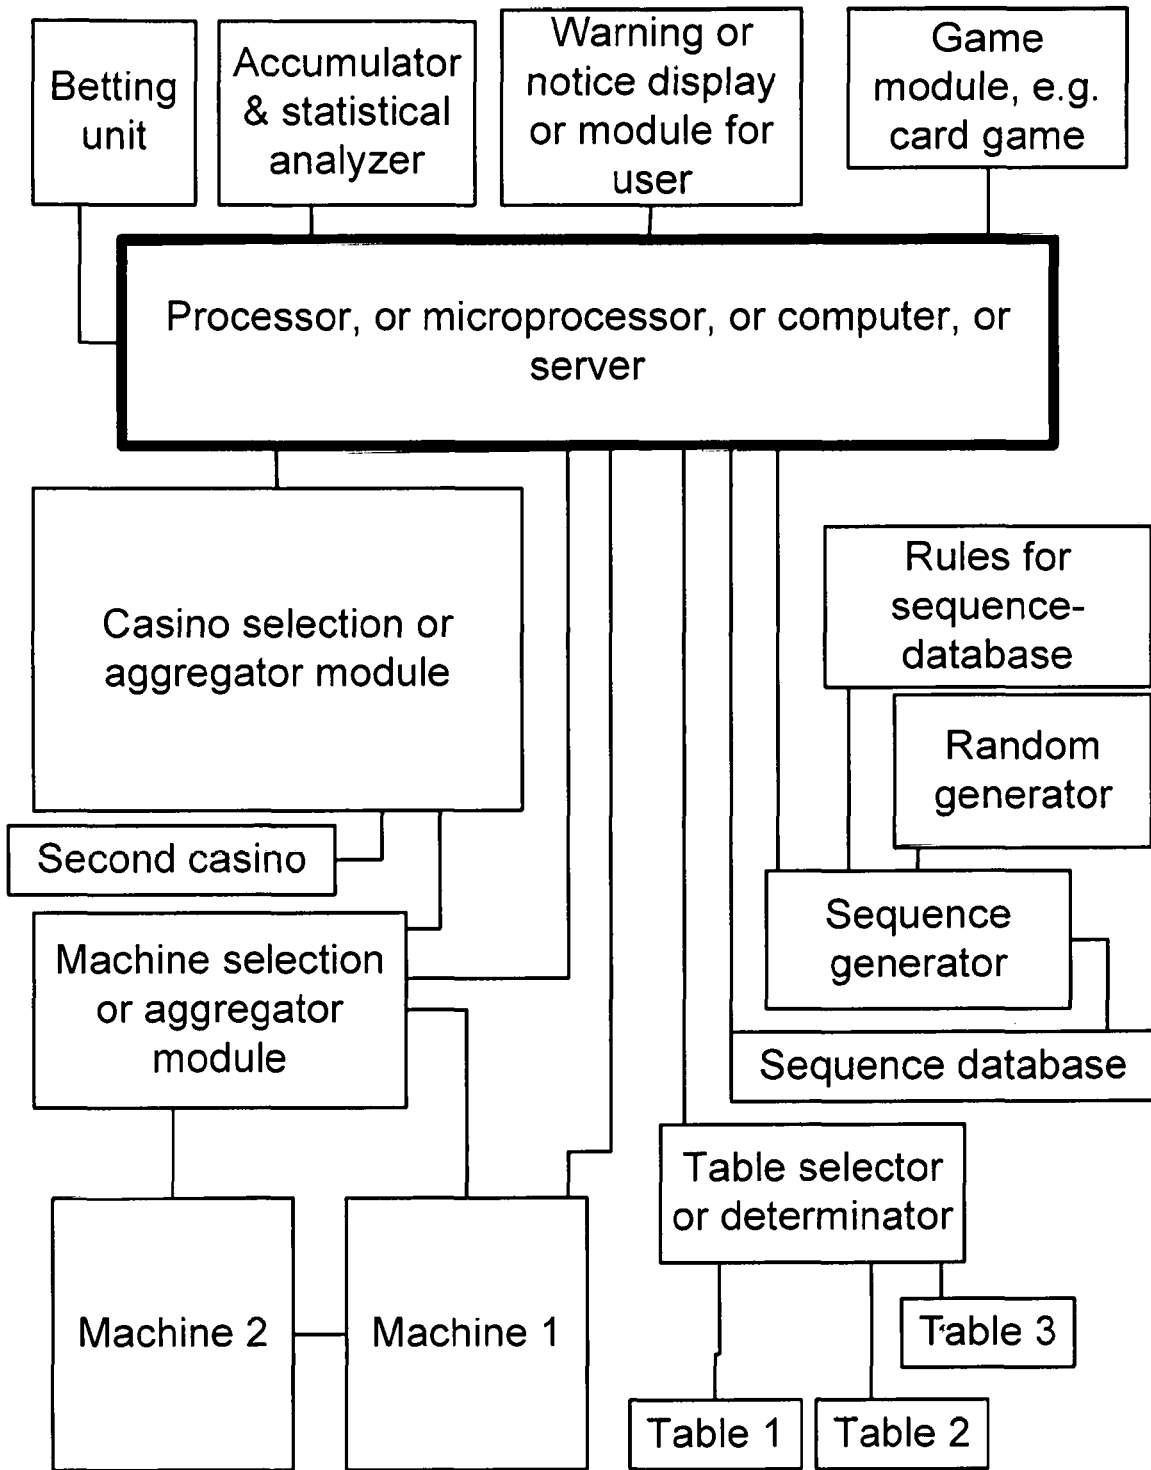 Betting
unit
Accumulator
& statistical
analyzer
Warning or
notice display
or module for
user
Game
module, e.g.
card game
Processor, or microprocessor, or computer, or
server
Casino selection or
aggregator module
Rules for
sequence-
database
Random
generator
Second casino
Sequence
generator
Machine selection
or aggregator
module
Sequence database
Table selector
or determinator
Machine 2
Machine 1
Table 3
Table 1
Table 2